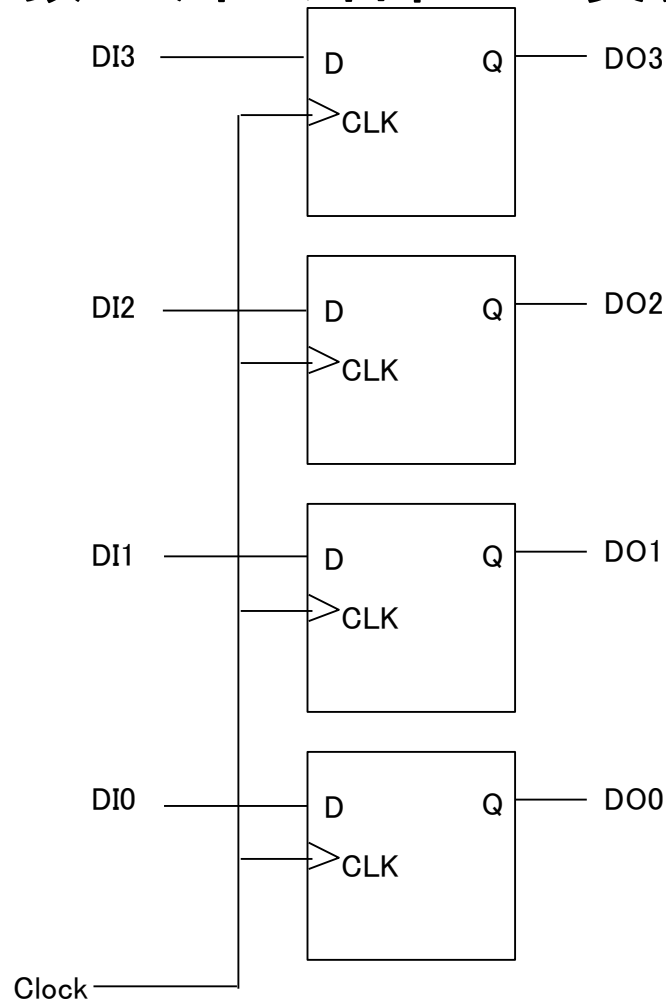 DI3 D Q DO3
CLK
DI2 D Q DO2
CLK
DI1 D Q DO1
CLK
DI0 D Q DO0
CLK
Clock